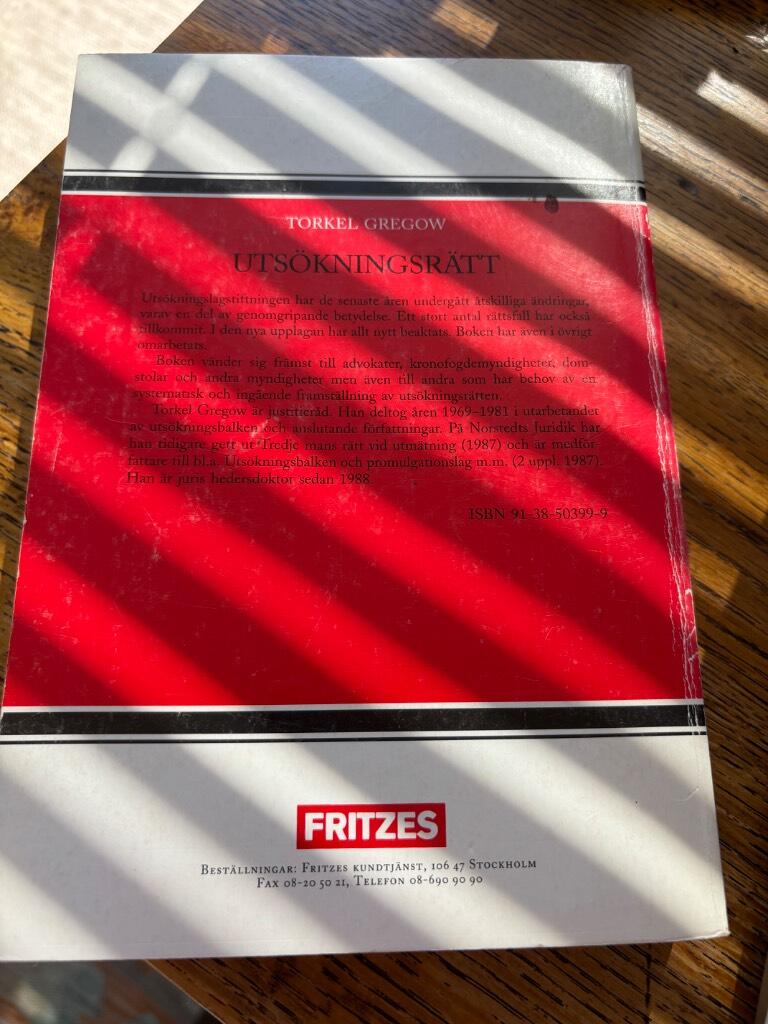 TORKEL GREGOW
UTSÖKNINGSRÄTT
Utsökningslagstiftningen har de senaste åren undergått åtskilliga ändringar,
varav en del av genomgripande betydelse. Ett stort antal rättsfall har också
tillkommit. I den nya upplagan har allt nytt beaktats. Boken har även i övrigt
omarbetats.
Boken vänder sig främst till advokater, kronofogdemyndigheter, dom-
stolar och andra myndigheter men även till andra som har behov av en
systematisk och ingående framställning av utsökningsrätten.
Torkel Gregow är justitieråd. Han deltog åren 1969–1981 i utarbetandet
av utsökningsbalken och anslutande författningar. På Norstedts Juridik har
han tidigare gett ut Tredje mans rätt vid utmätning (1987) och är medför-
fattare till bl.a. Utsökningsbalken och promulgationslag m.m. (2 uppl. 1987).
Han är juris hedersdoktor sedan 1988.
ISBN 91-38-50399-9
FRITZES
BESTÄLLNINGAR: FRITZES KUNDTJÄNST, 106 47 STOCKHOLM
FAX 08-20 50 21, TELEFON 08-690 90 90